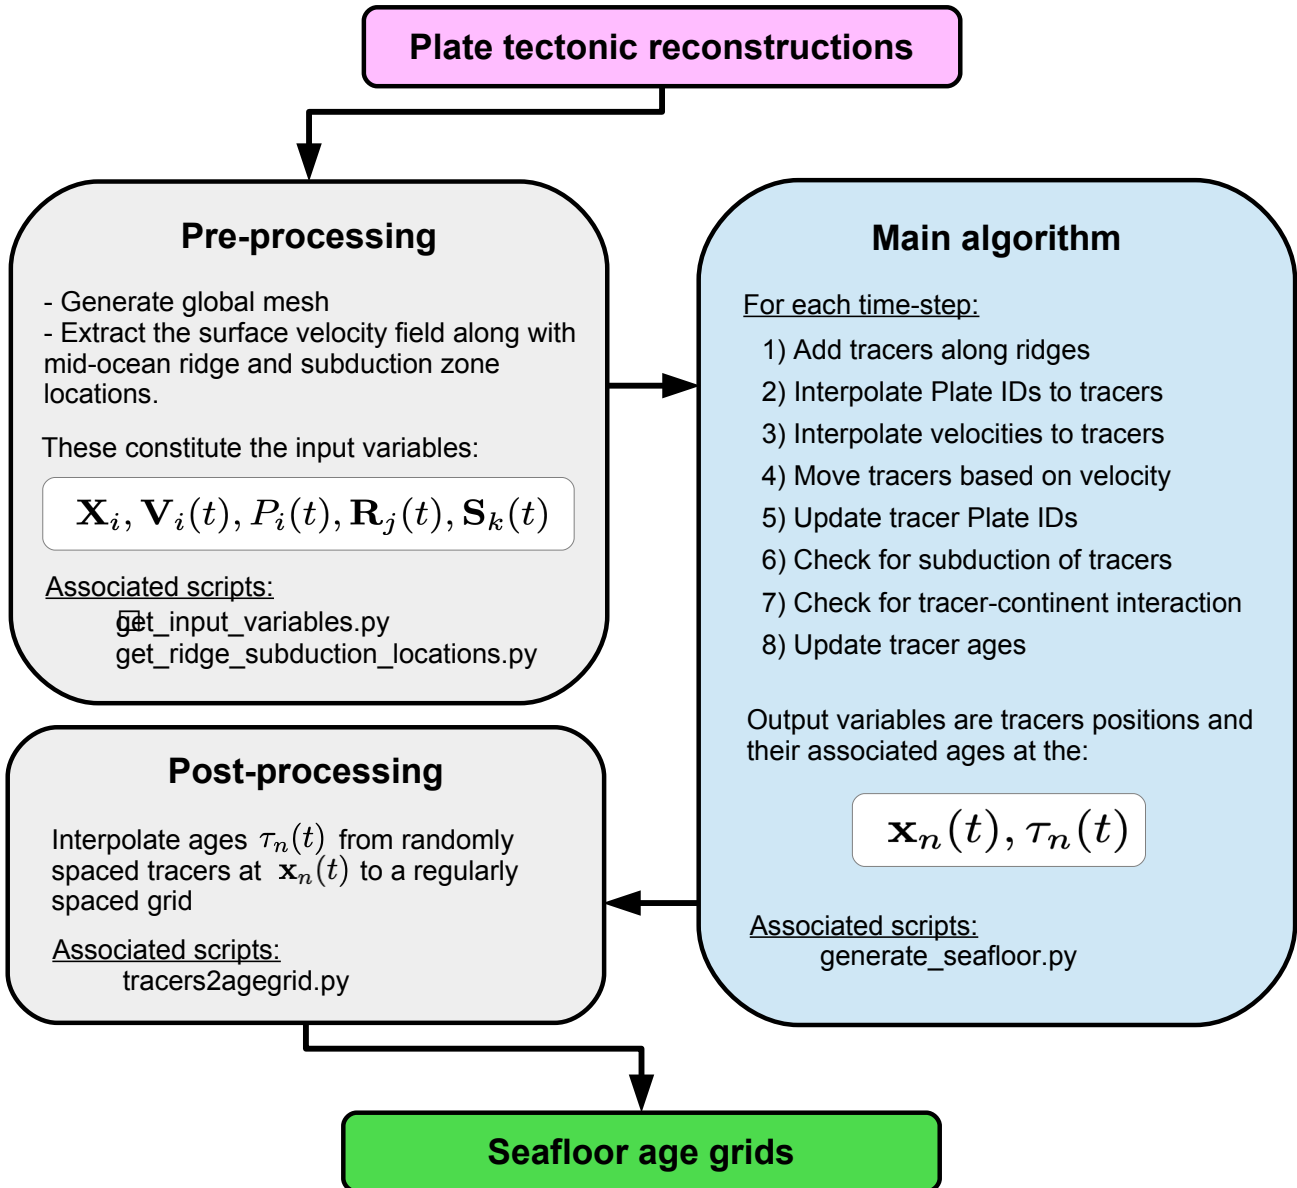 Plate tectonic reconstructions
Pre-processing
- Generate global mesh
- Extract the surface velocity field along with
mid-ocean ridge and subduction zone
locations.
These constitute the input variables:
𝐗ᵢ, 𝐕ᵢ(t), Pᵢ(t), 𝐑ⱼ(t), 𝐒ₖ(t)
Associated scripts:
get_input_variables.py
get_ridge_subduction_locations.py
Main algorithm
For each time-step:
1) Add tracers along ridges
2) Interpolate Plate IDs to tracers
3) Interpolate velocities to tracers
4) Move tracers based on velocity
5) Update tracer Plate IDs
6) Check for subduction of tracers
7) Check for tracer-continent interaction
8) Update tracer ages
Output variables are tracers positions and
their associated ages at the:
𝐱ₙ(t), τₙ(t)
Associated scripts:
generate_seafloor.py
Post-processing
Interpolate ages τₙ(t) from randomly
spaced tracers at 𝐱ₙ(t) to a regularly
spaced grid
Associated scripts:
tracers2agegrid.py
Seafloor age grids